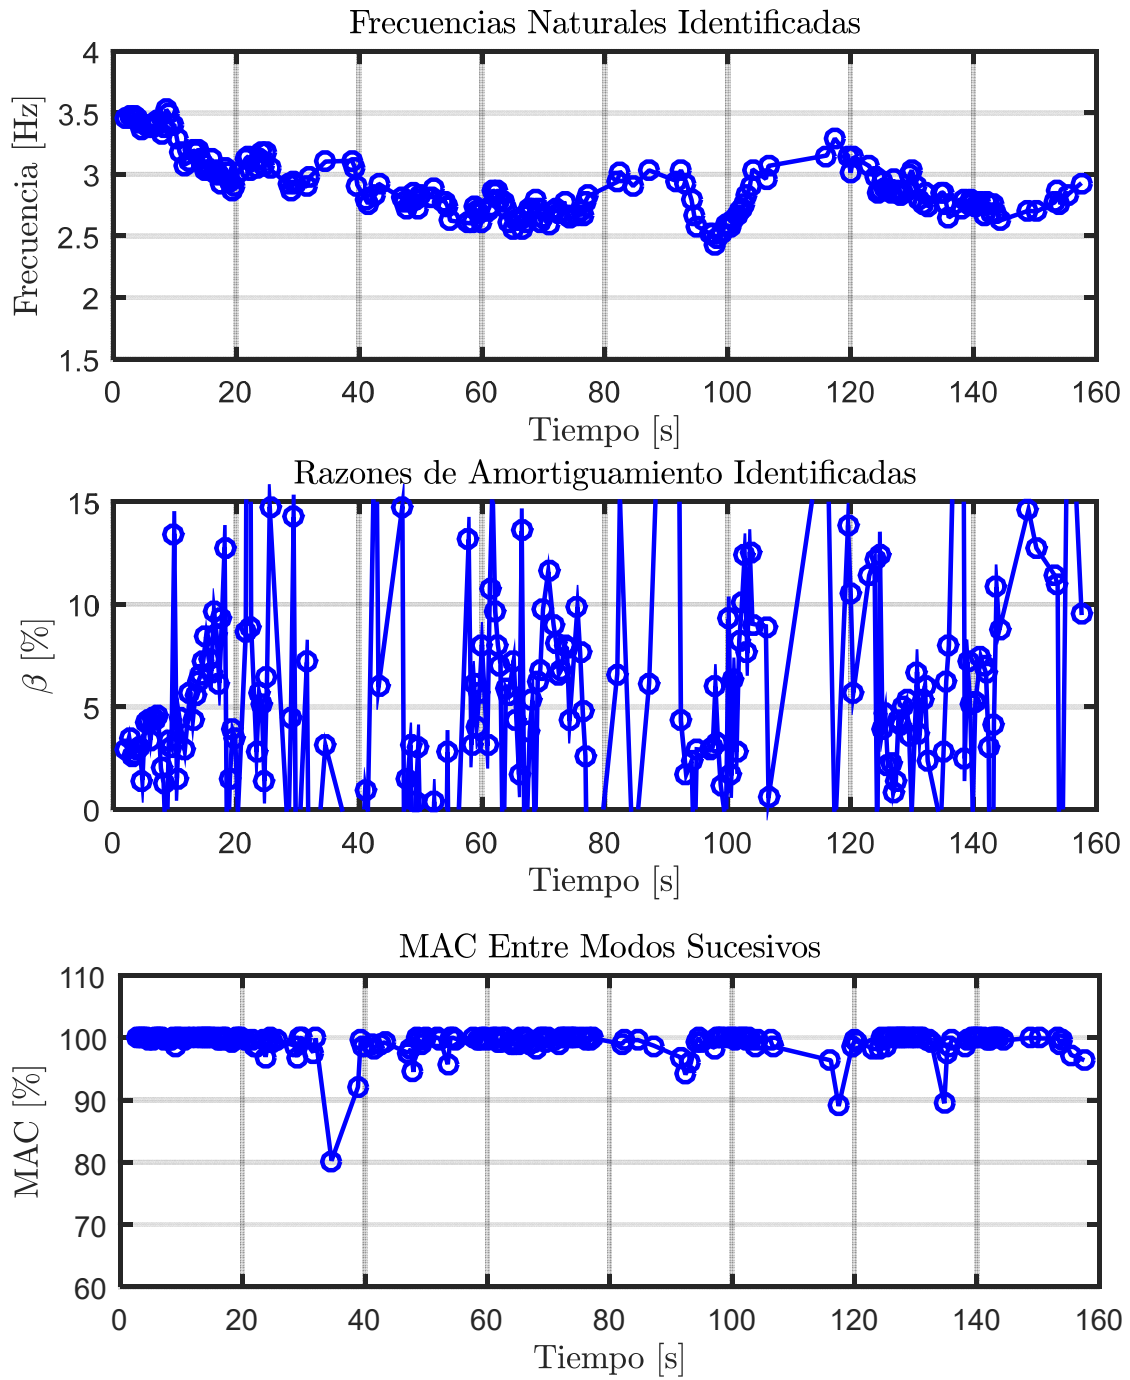 Frecuencias Naturales Identificadas
Frecuencia [Hz]
4
3.5
3
2.5
2
1.5
0 20 40 60 80 100 120 140 160
Tiempo [s]
Razones de Amortiguamiento Identificadas
β [%]
15
10
5
0
0 20 40 60 80 100 120 140 160
Tiempo [s]
MAC Entre Modos Sucesivos
MAC [%]
110
100
90
80
70
60
0 20 40 60 80 100 120 140 160
Tiempo [s]